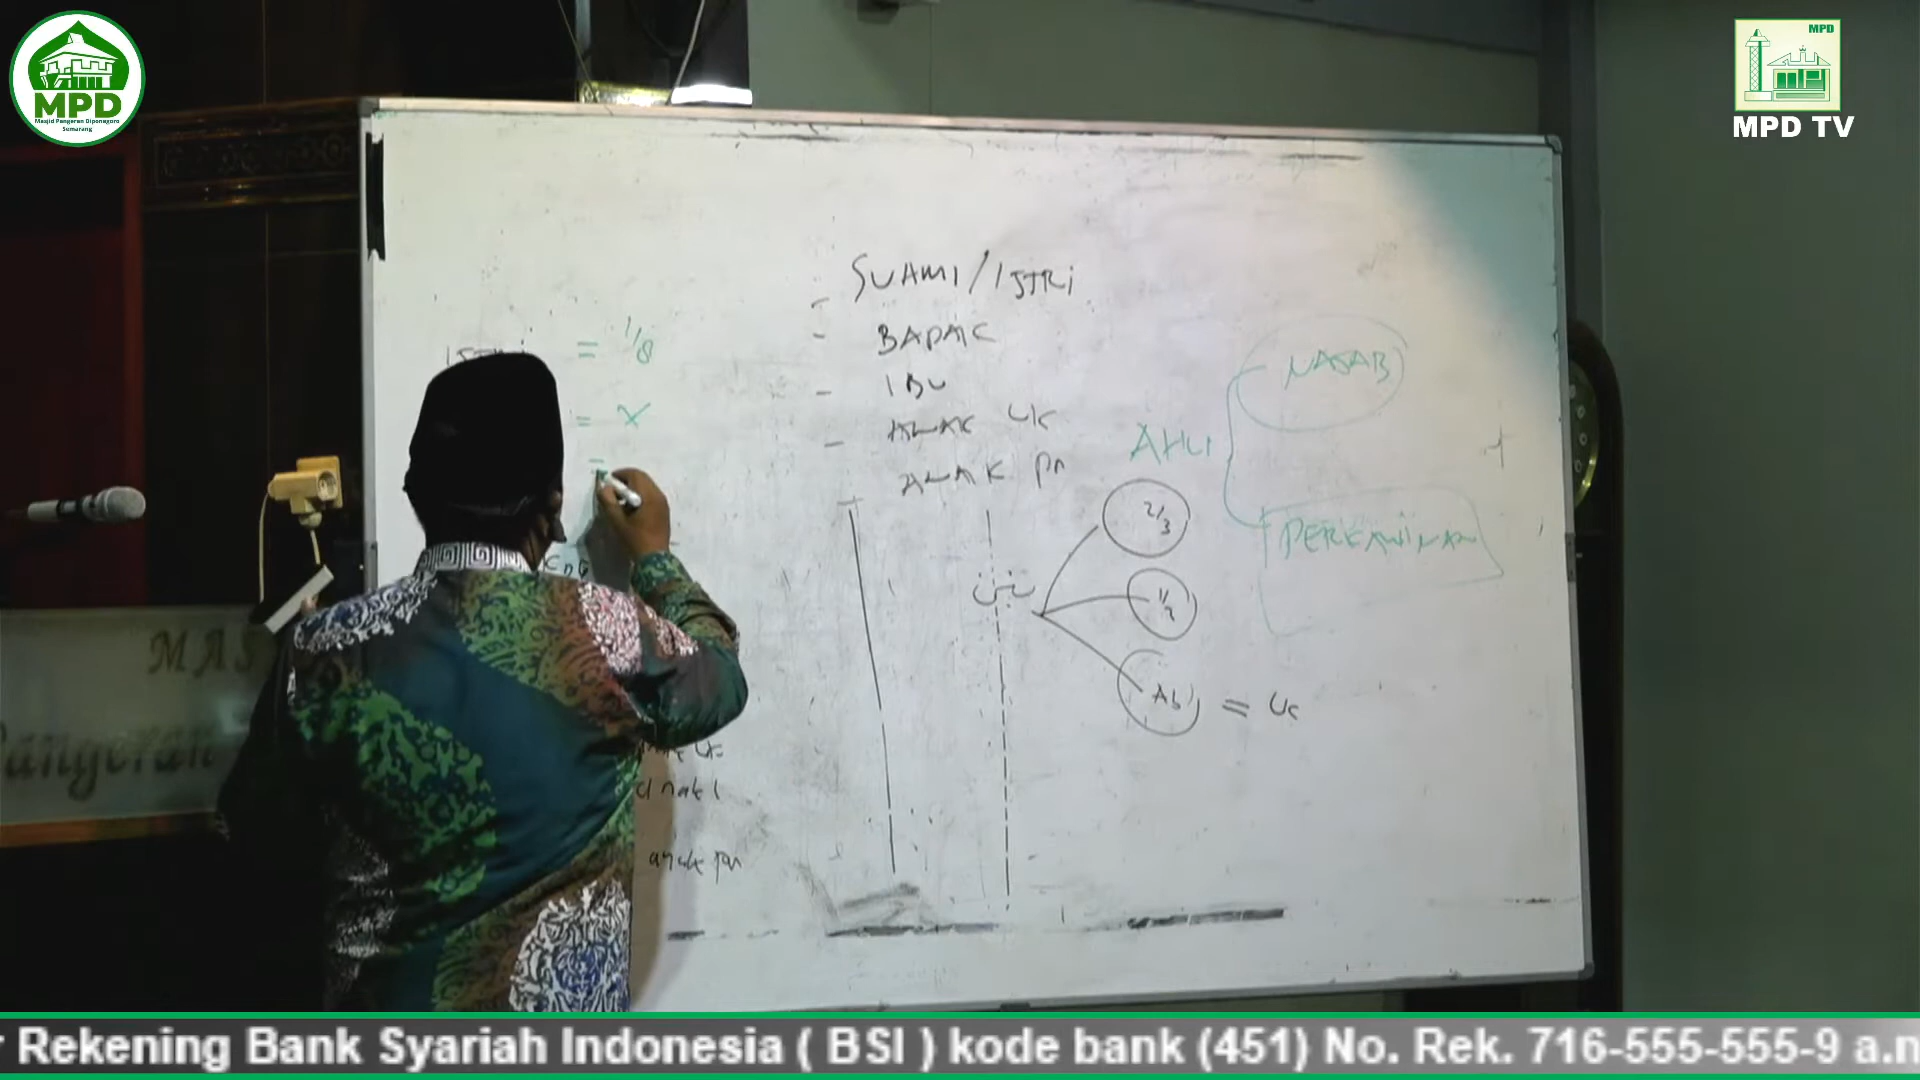 MPD
Masjid Pangeran Diponegoro
Semarang
MPD
MPD TV
- SUAMI/ISTRI
- BAPAK
- IBU
- ANAK LK
ANAK Pr
= 1/8
= X
=
AHLI
NASAB
PERKAWINAN
2/3
1/2
Ab = LK
anak l
anak pr
MAS
Pangeran
Rekening Bank Syariah Indonesia ( BSI ) kode bank (451) No. Rek. 716-555-555-9 a.n